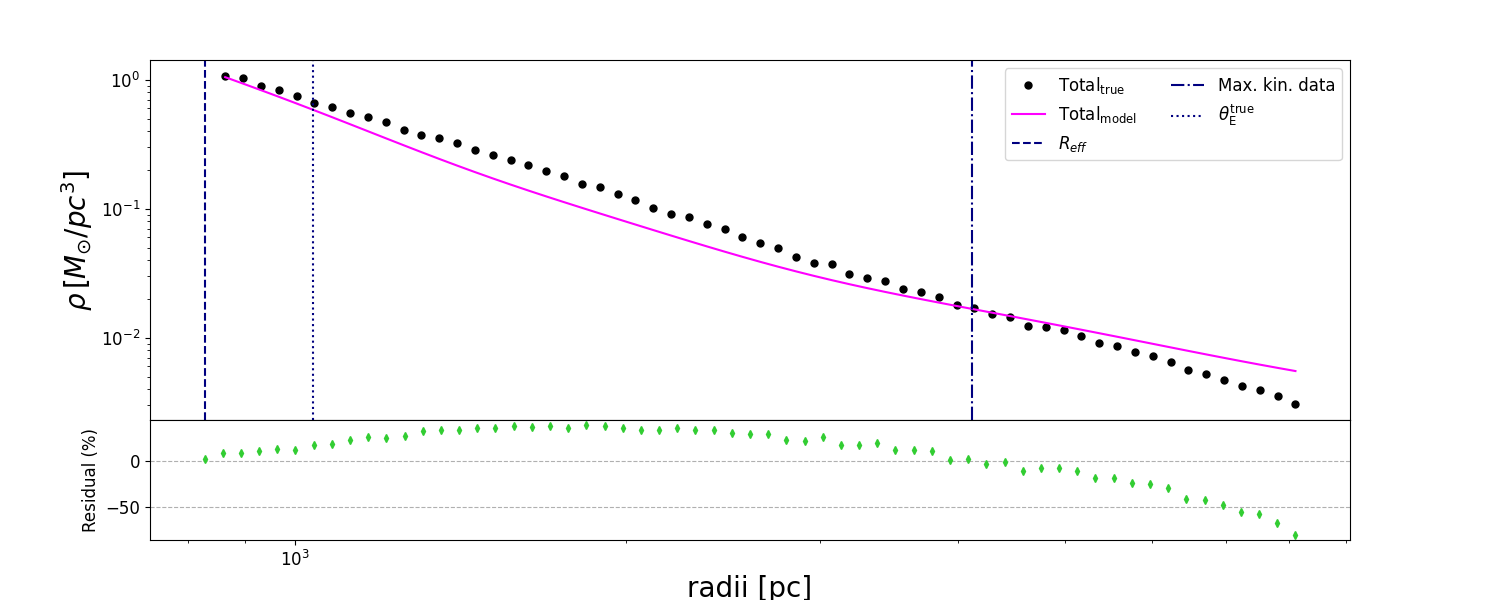 10⁰
10⁻¹
10⁻²
ρ [M⊙/pc³]
Total_true
Total_model
R_eff
Max. kin. data
θ_E^true
0
−50
Residual (%)
10³
radii [pc]